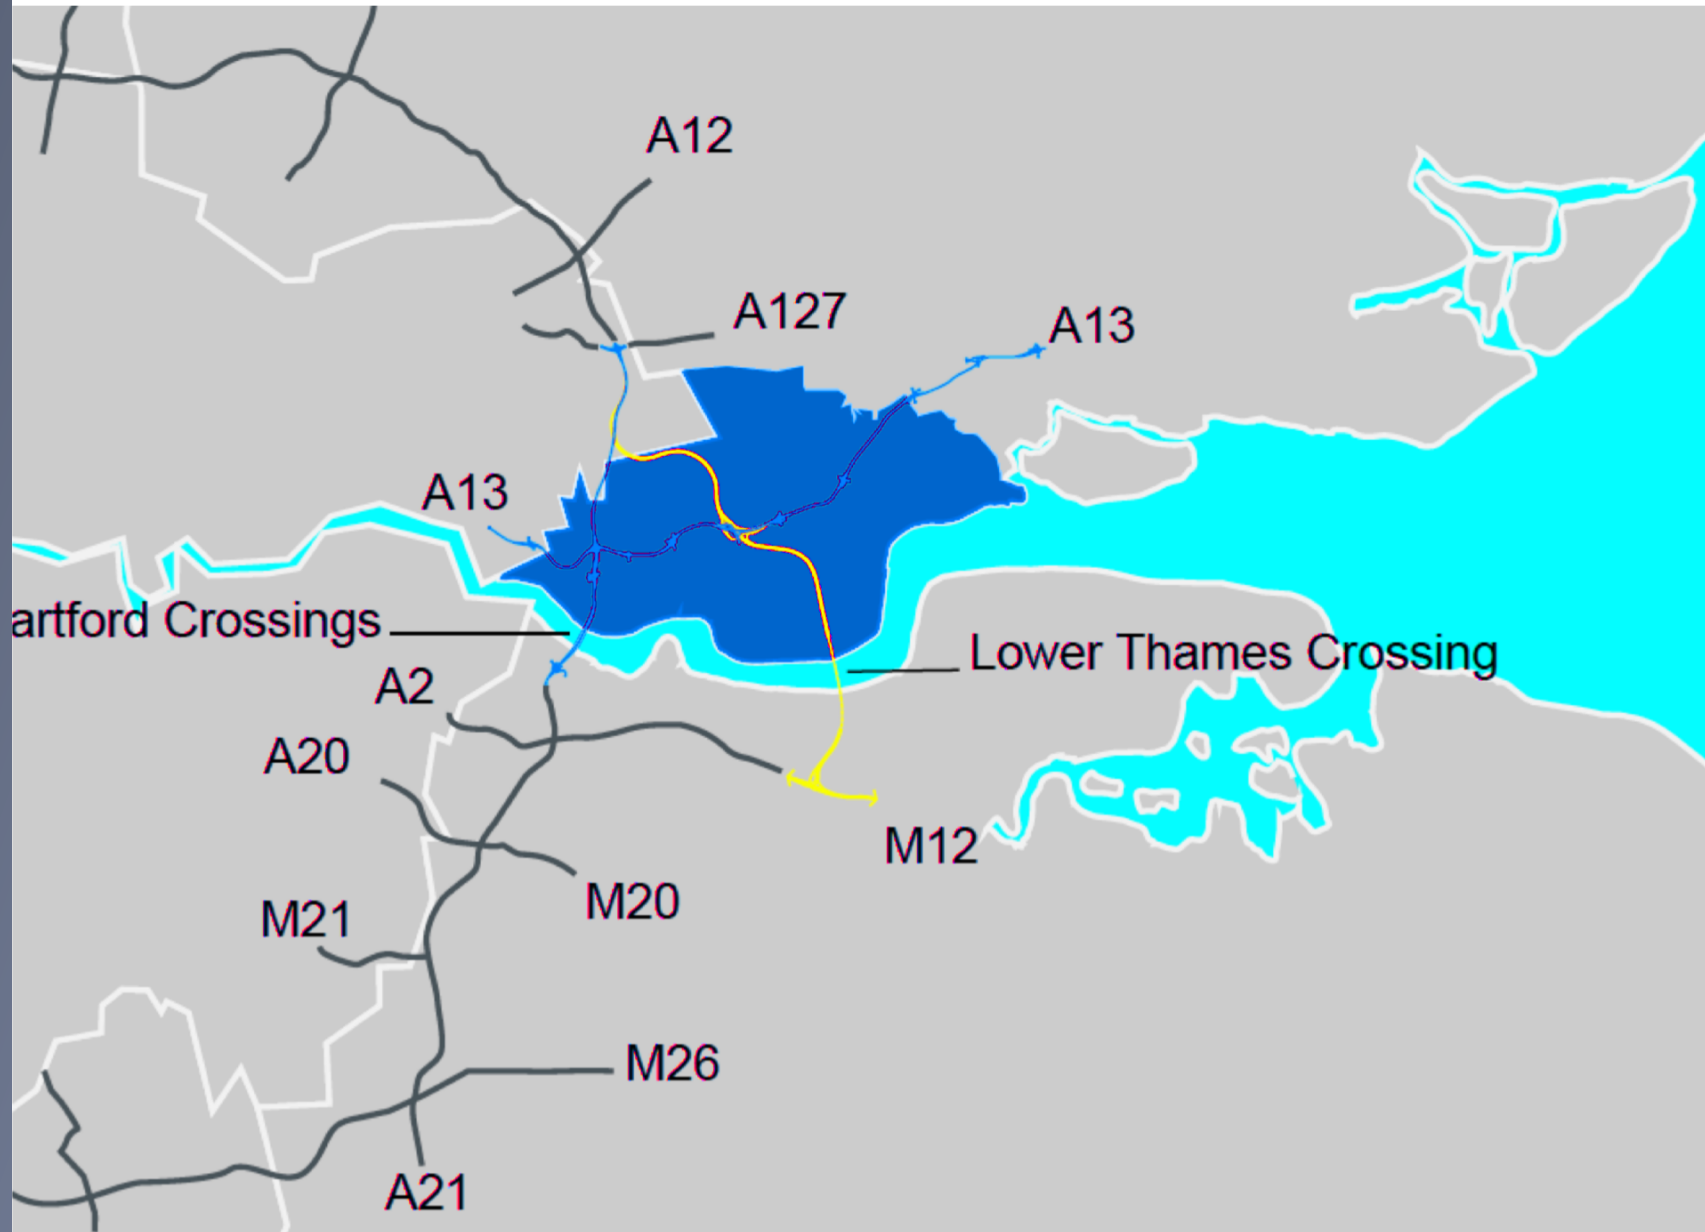 A12
A127
A13
A13
artford Crossings
Lower Thames Crossing
A2
A20
M12
M20
M21
M26
A21